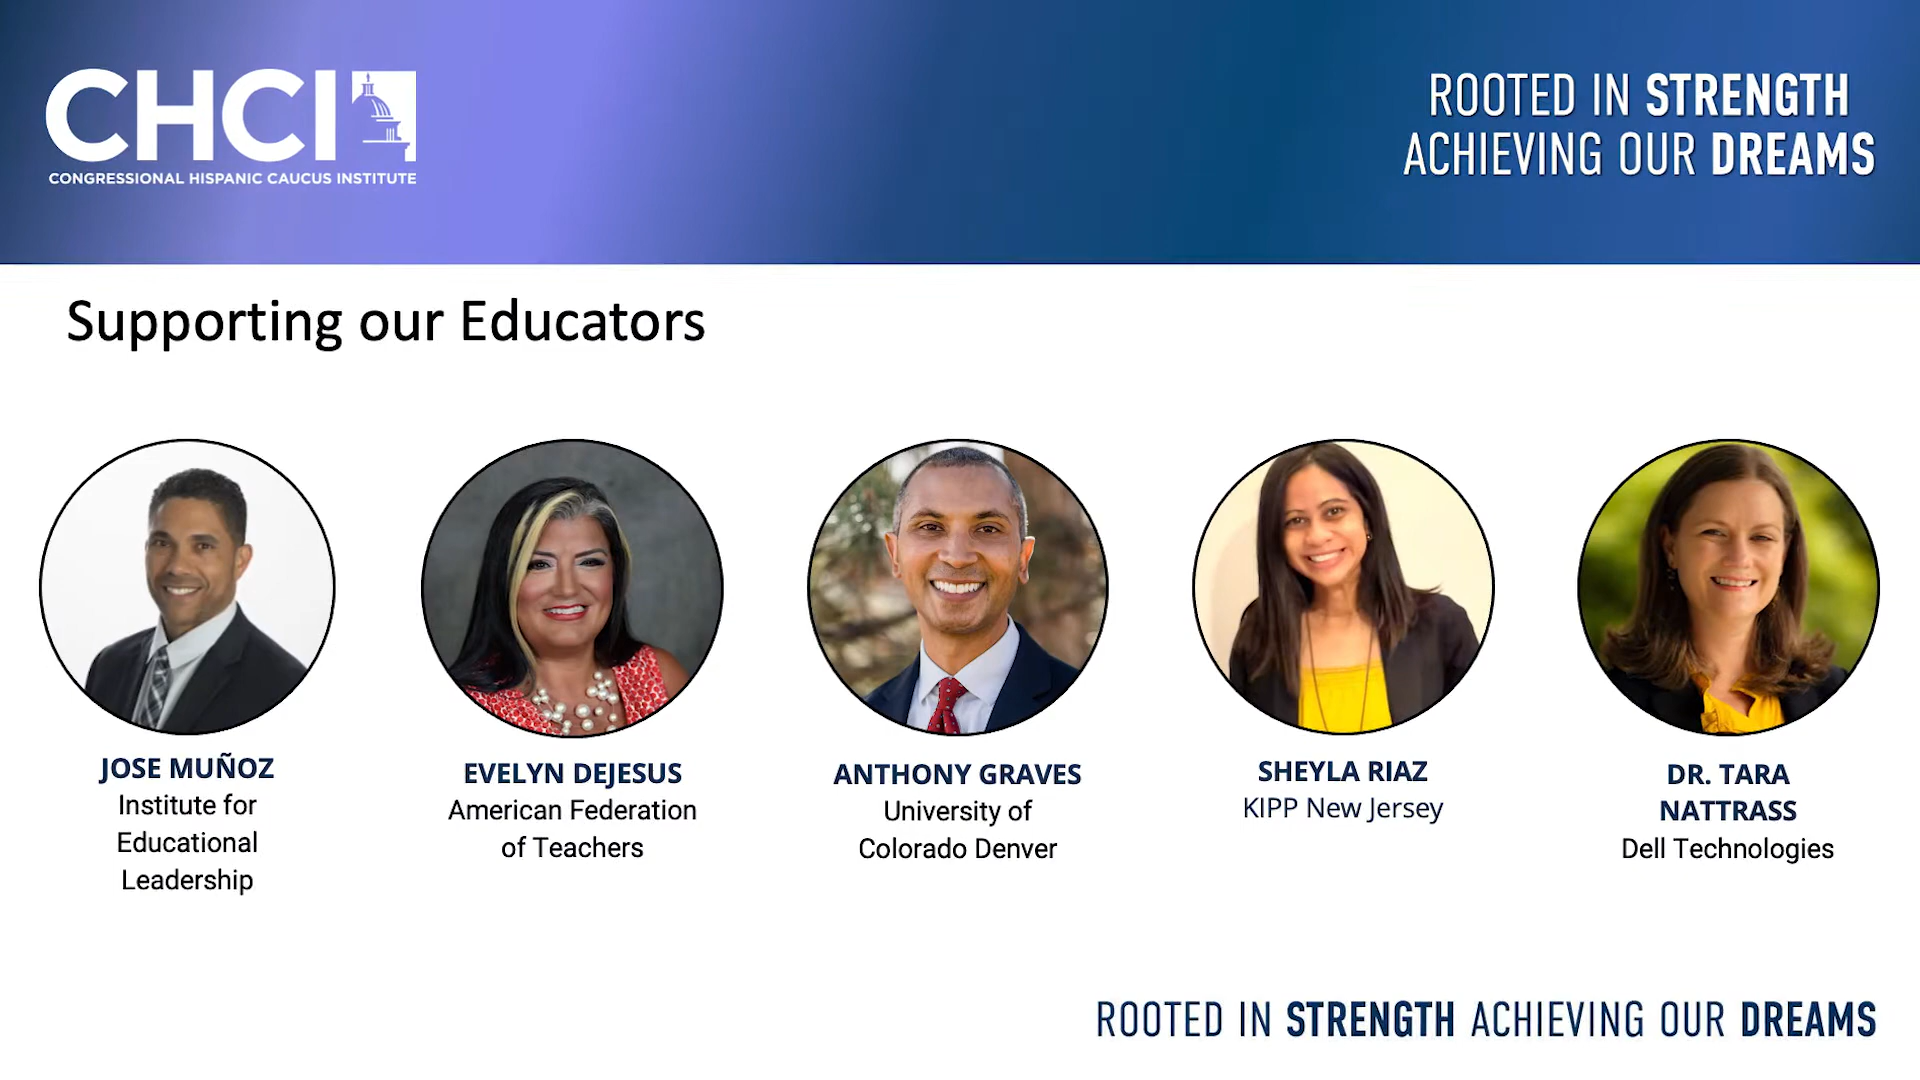 CHCI
CONGRESSIONAL HISPANIC CAUCUS INSTITUTE
ROOTED IN STRENGTH
ACHIEVING OUR DREAMS
Supporting our Educators
JOSE MUÑOZ
Institute for
Educational
Leadership
EVELYN DEJESUS
American Federation
of Teachers
ANTHONY GRAVES
University of
Colorado Denver
SHEYLA RIAZ
KIPP New Jersey
DR. TARA
NATTRASS
Dell Technologies
ROOTED IN STRENGTH ACHIEVING OUR DREAMS